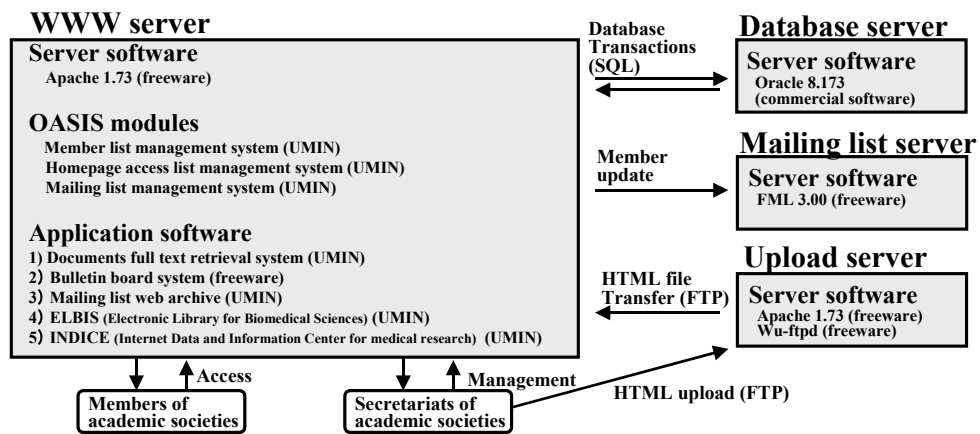 WWW server
Server software
Apache 1.73 (freeware)
OASIS modules
Member list management system (UMIN)
Homepage access list management system (UMIN)
Mailing list management system (UMIN)
Application software
1) Documents full text retrieval system (UMIN)
2) Bulletin board system (freeware)
3) Mailing list web archive (UMIN)
4) ELBIS (Electronic Library for Biomedical Sciences) (UMIN)
5) INDICE (Internet Data and Information Center for medical research) (UMIN)
Database
Transactions
(SQL)
Database server
Server software
Oracle 8.173
(commercial software)
Member
update
Mailing list server
Server software
FML 3.00 (freeware)
HTML file
Transfer (FTP)
Upload server
Server software
Apache 1.73 (freeware)
Wu-ftpd (freeware)
Access
Management
HTML upload (FTP)
Members of
academic societies
Secretariats of
academic societies